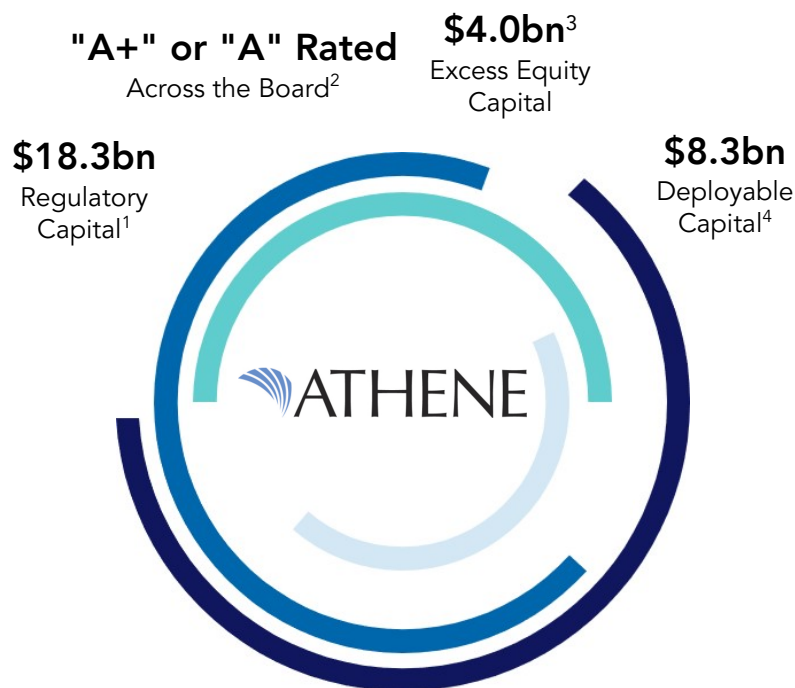 "A+" or "A" Rated
Across the Board2
$4.0bn3
Excess Equity
Capital
$18.3bn
Regulatory
Capital1
$8.3bn
Deployable
Capital4
ATHENE